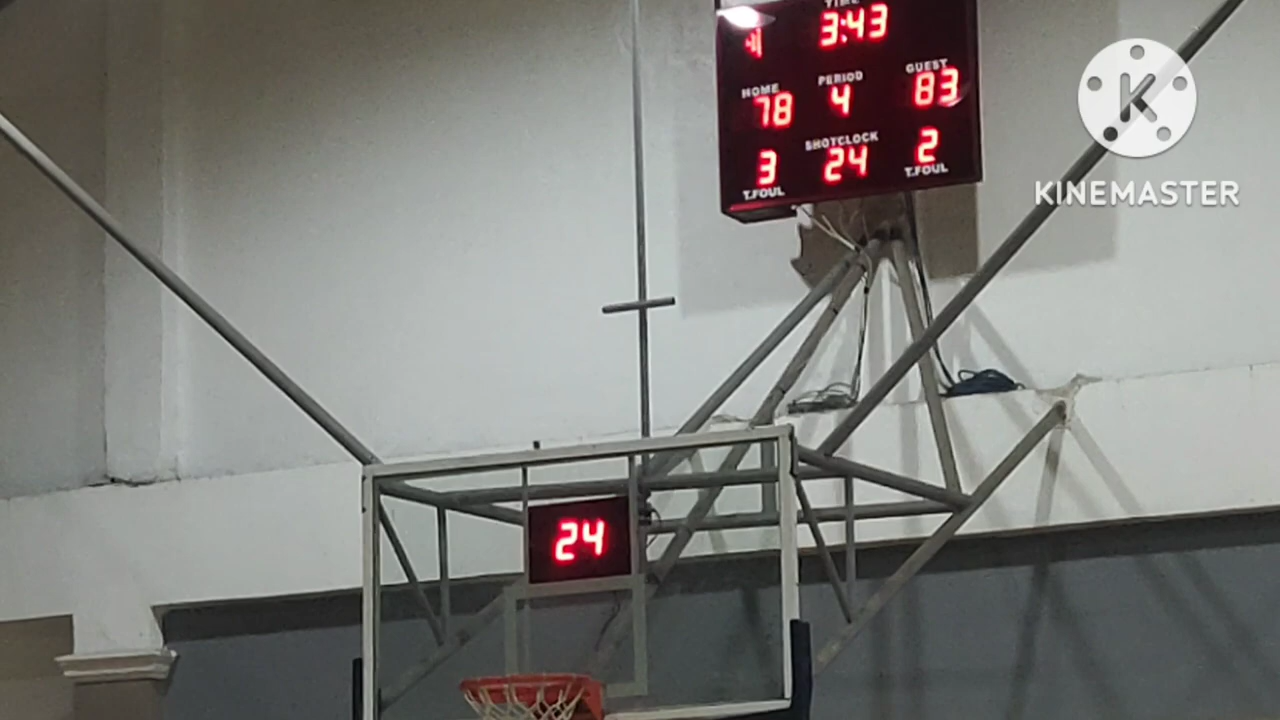 TIME
3:43
HOME PERIOD GUEST
78 4 83
SHOTCLOCK
3 24 2
T.FOUL T.FOUL
K
KINEMASTER
24